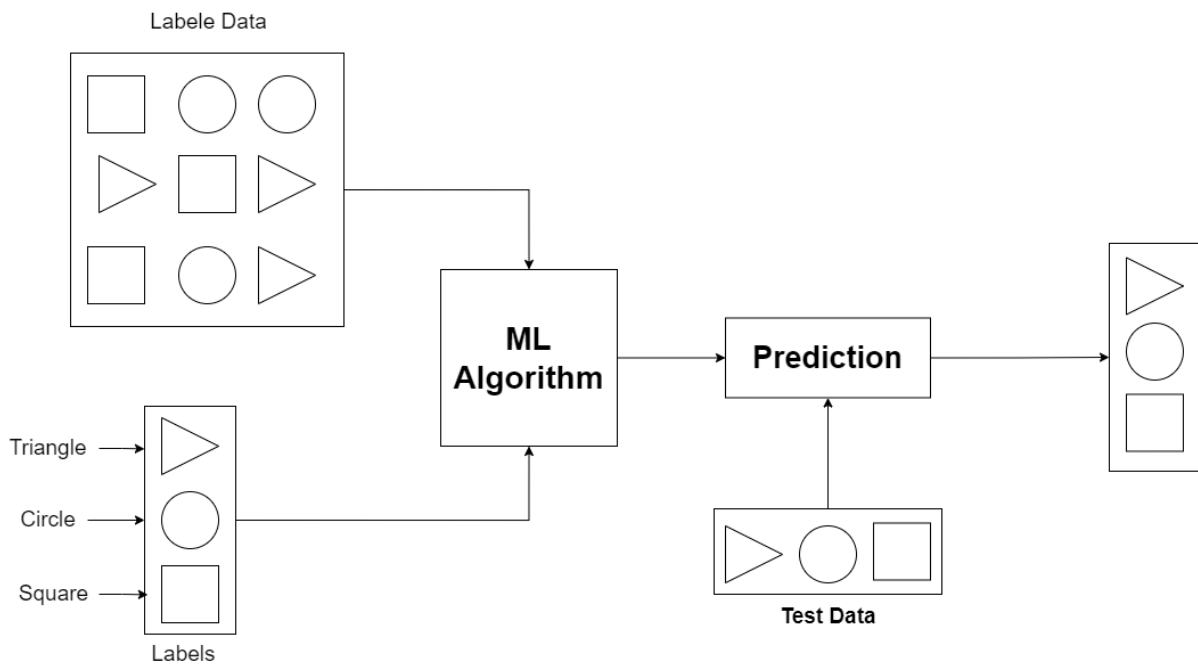 Labele Data
ML
Algorithm
Prediction
Triangle
Circle
Square
Labels
Test Data